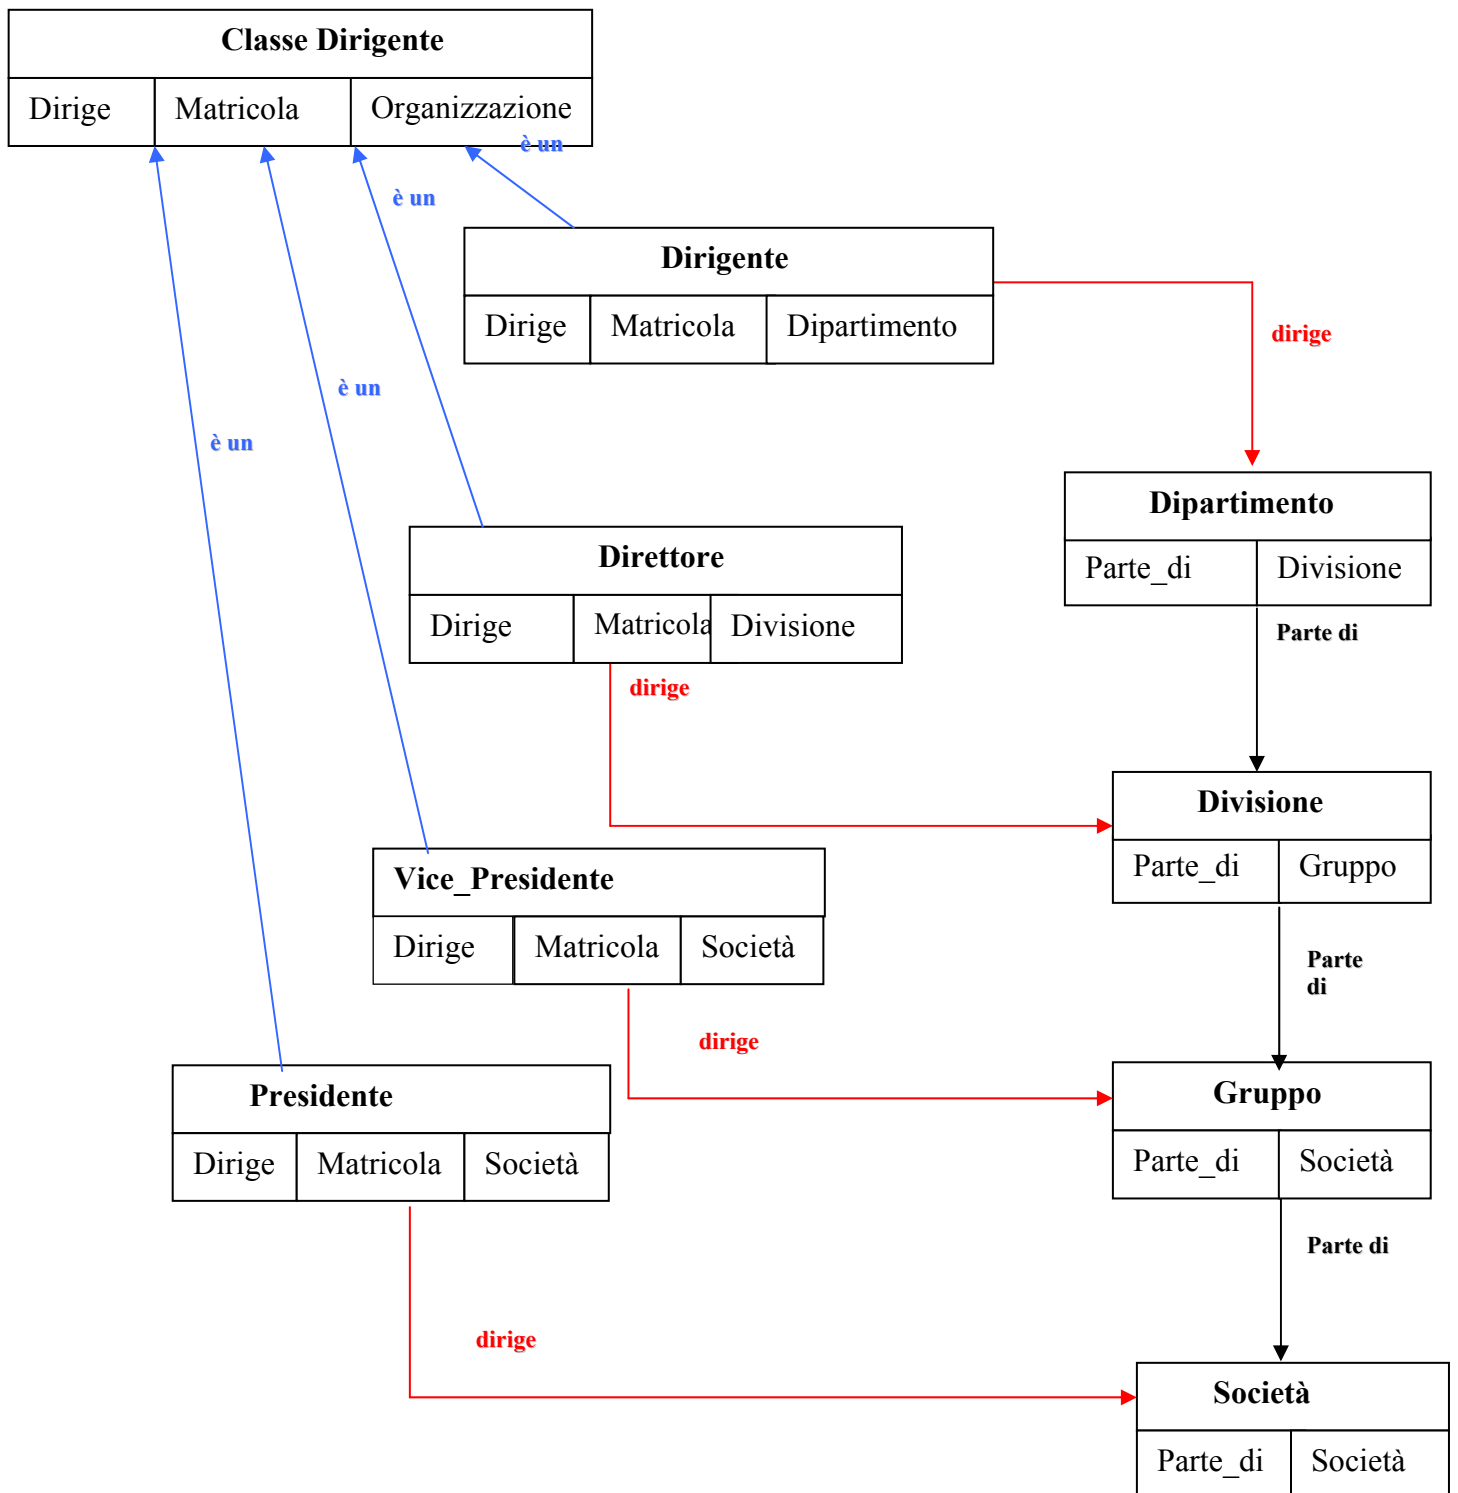 Classe Dirigente
Dirige Matricola Organizzazione
è un
è un
Dirigente
Dirige Matricola Dipartimento
dirige
è un
è un
Dipartimento
Parte_di Divisione
Direttore
Dirige Matricola Divisione
Parte di
dirige
Divisione
Parte_di Gruppo
Vice_Presidente
Dirige Matricola Società
Parte
di
dirige
Presidente
Dirige Matricola Società
Gruppo
Parte_di Società
Parte di
dirige
Società
Parte_di Società